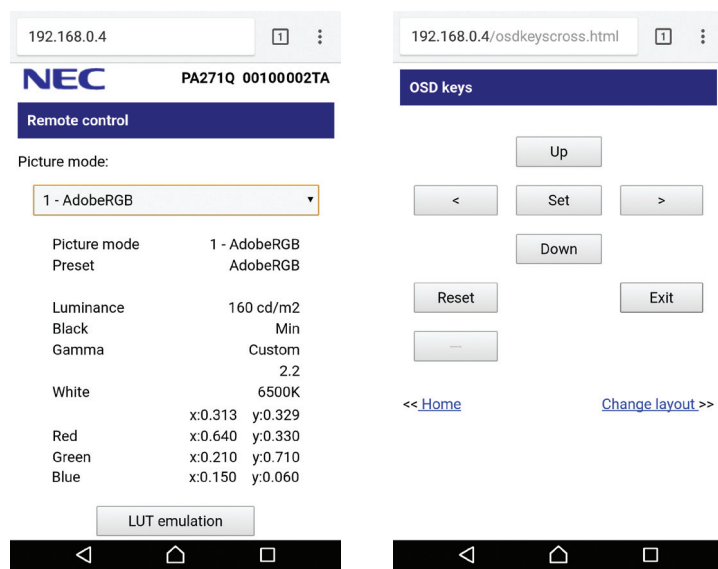 192.168.0.4
1
NEC
PA271Q 00100002TA
Remote control
Picture mode:
1 - AdobeRGB
Picture mode 1 - AdobeRGB
Preset AdobeRGB
Luminance 160 cd/m2
Black Min
Gamma Custom
2.2
White 6500K
x:0.313 y:0.329
Red x:0.640 y:0.330
Green x:0.210 y:0.710
Blue x:0.150 y:0.060
LUT emulation
192.168.0.4/osdkeyscross.html
1
OSD keys
Up
< Set >
Down
Reset Exit
—
<< Home Change layout >>